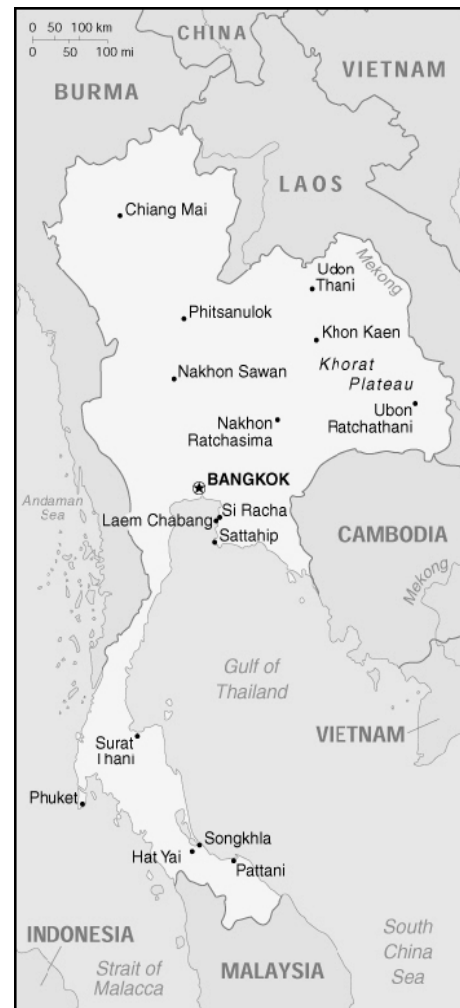 0 50 100 km
0 50 100 mi
CHINA
VIETNAM
BURMA
LAOS
Chiang Mai
Mekong
Udon
Thani
Phitsanulok
Khon Kaen
Khorat
Plateau
Nakhon Sawan
Ubon
Ratchathani
Nakhon
Ratchasima
BANGKOK
Andaman
Sea
Si Racha
Laem Chabang
Sattahip
CAMBODIA
Mekong
Gulf of
Thailand
VIETNAM
Surat
Thani
Phuket
Songkhla
Hat Yai
Pattani
INDONESIA
Strait of
Malacca
MALAYSIA
South
China
Sea